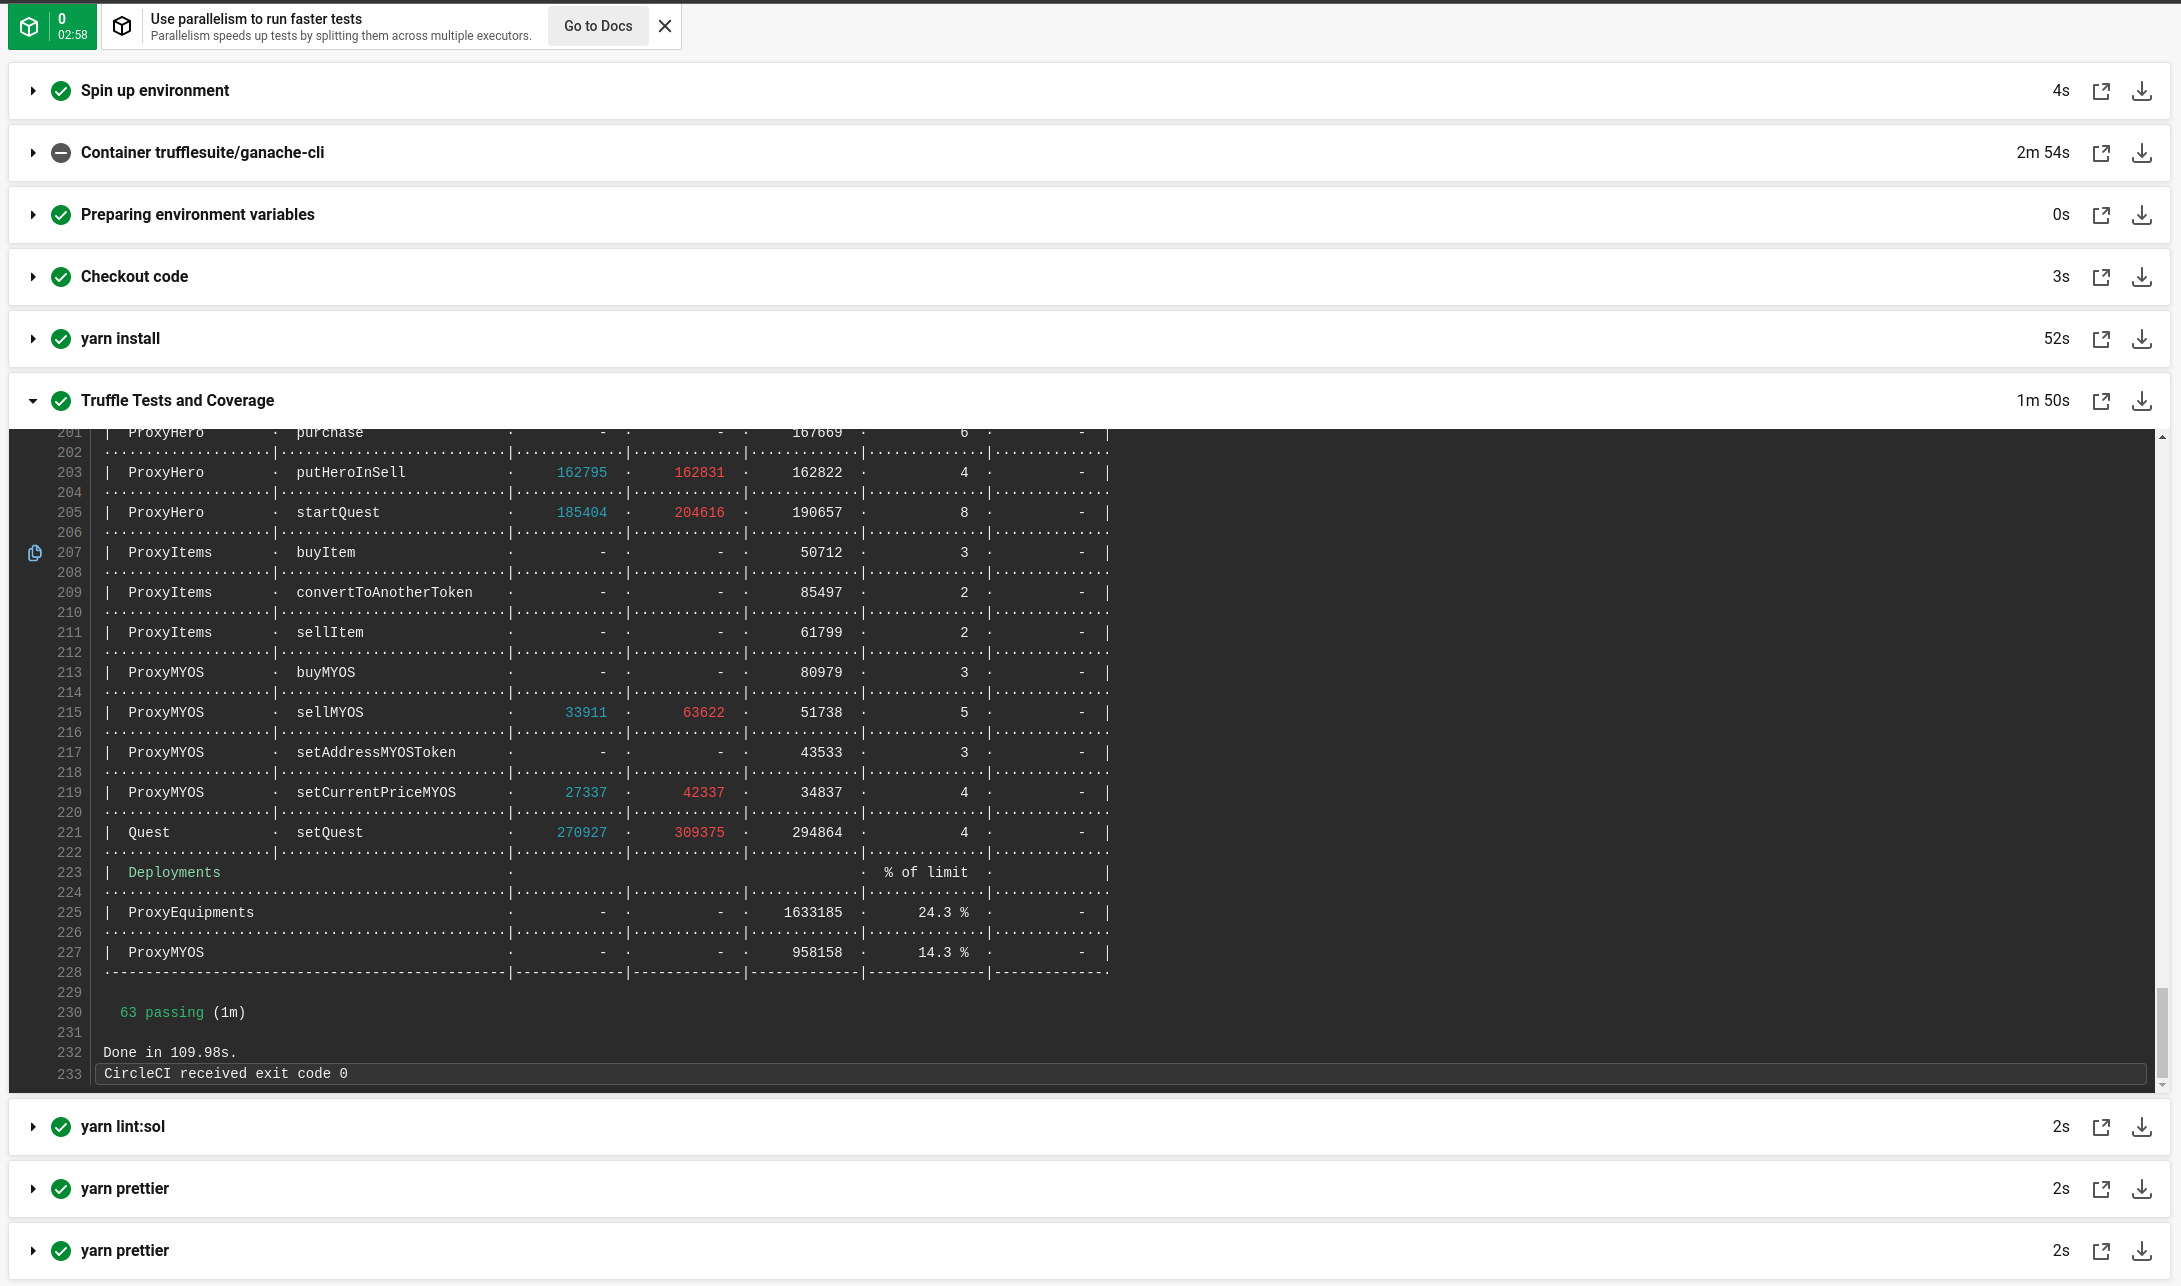 0
02:58
Use parallelism to run faster tests
Parallelism speeds up tests by splitting them across multiple executors.
Go to Docs
Spin up environment 4s
Container trufflesuite/ganache-cli 2m 54s
Preparing environment variables 0s
Checkout code 3s
yarn install 52s
Truffle Tests and Coverage 1m 50s
201 | ProxyHero · purchase · - · - · 167669 · 6 · - |
202 ····················|···························|·············|·············|·············|··············|··············
203 | ProxyHero · putHeroInSell · 162795 · 162831 · 162822 · 4 · - |
204 ····················|···························|·············|·············|·············|··············|··············
205 | ProxyHero · startQuest · 185404 · 204616 · 190657 · 8 · - |
206 ····················|···························|·············|·············|·············|··············|··············
207 | ProxyItems · buyItem · - · - · 50712 · 3 · - |
208 ····················|···························|·············|·············|·············|··············|··············
209 | ProxyItems · convertToAnotherToken · - · - · 85497 · 2 · - |
210 ····················|···························|·············|·············|·············|··············|··············
211 | ProxyItems · sellItem · - · - · 61799 · 2 · - |
212 ····················|···························|·············|·············|·············|··············|··············
213 | ProxyMYOS · buyMYOS · - · - · 80979 · 3 · - |
214 ····················|···························|·············|·············|·············|··············|··············
215 | ProxyMYOS · sellMYOS · 33911 · 63622 · 51738 · 5 · - |
216 ····················|···························|·············|·············|·············|··············|··············
217 | ProxyMYOS · setAddressMYOSToken · - · - · 43533 · 3 · - |
218 ····················|···························|·············|·············|·············|··············|··············
219 | ProxyMYOS · setCurrentPriceMYOS · 27337 · 42337 · 34837 · 4 · - |
220 ····················|···························|·············|·············|·············|··············|··············
221 | Quest · setQuest · 270927 · 309375 · 294864 · 4 · - |
222 ····················|···························|·············|·············|·············|··············|··············
223 | Deployments · · % of limit · |
224 ················································|·············|·············|·············|··············|··············
225 | ProxyEquipments · - · - · 1633185 · 24.3 % · - |
226 ················································|·············|·············|·············|··············|··············
227 | ProxyMYOS · - · - · 958158 · 14.3 % · - |
228 ·-----------------------------------------------|-------------|-------------|-------------|--------------|-------------·
229
230 63 passing (1m)
231
232 Done in 109.98s.
233 CircleCI received exit code 0
yarn lint:sol 2s
yarn prettier 2s
yarn prettier 2s